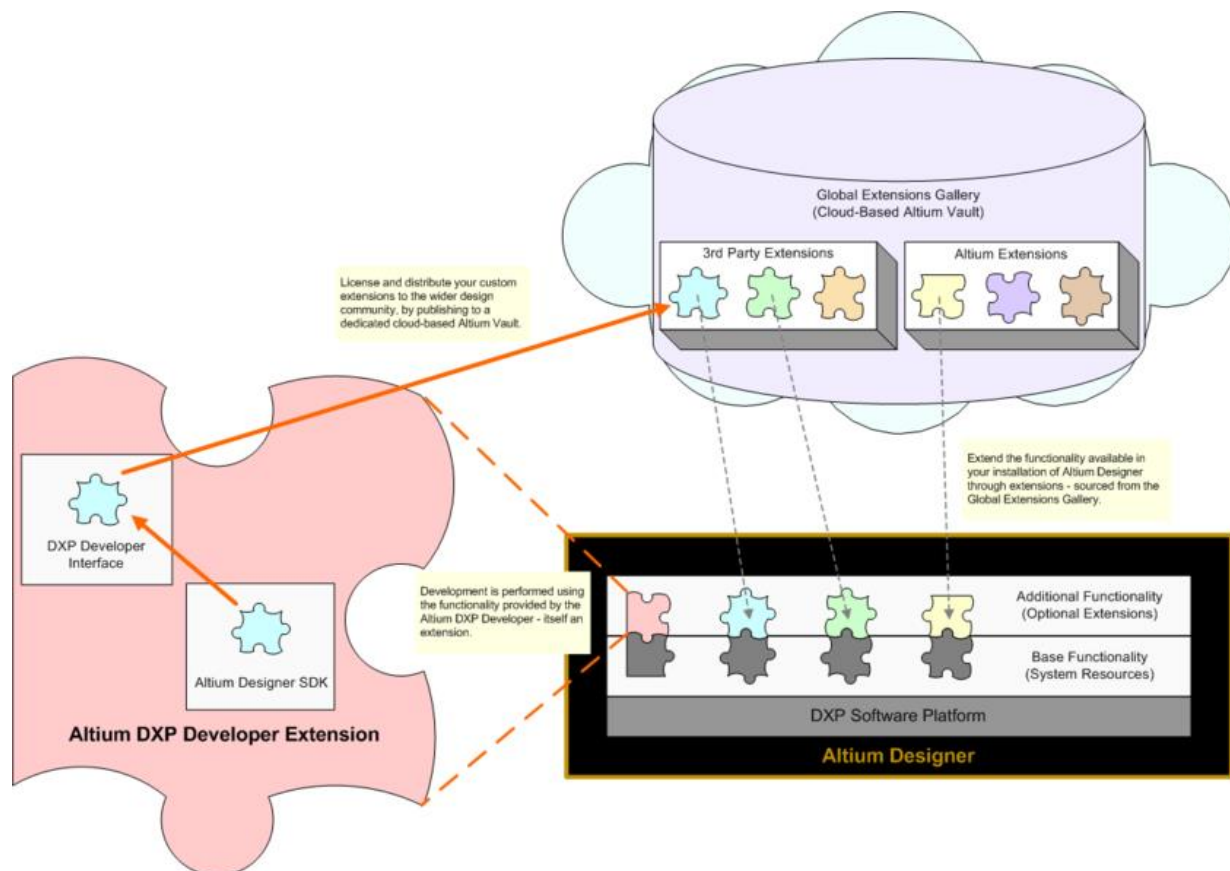 Global Extensions Gallery
(Cloud-Based Altium Vault)
3rd Party Extensions
Altium Extensions
License and distribute your custom
extensions to the wider design
community, by publishing to a
dedicated cloud-based Altium Vault.
DXP Developer
Interface
Altium Designer SDK
Altium DXP Developer Extension
Development is performed using
the functionality provided by the
Altium DXP Developer - itself an
extension.
Extend the functionality available in
your installation of Altium Designer
through extensions - sourced from the
Global Extensions Gallery.
Additional Functionality
(Optional Extensions)
Base Functionality
(System Resources)
DXP Software Platform
Altium Designer